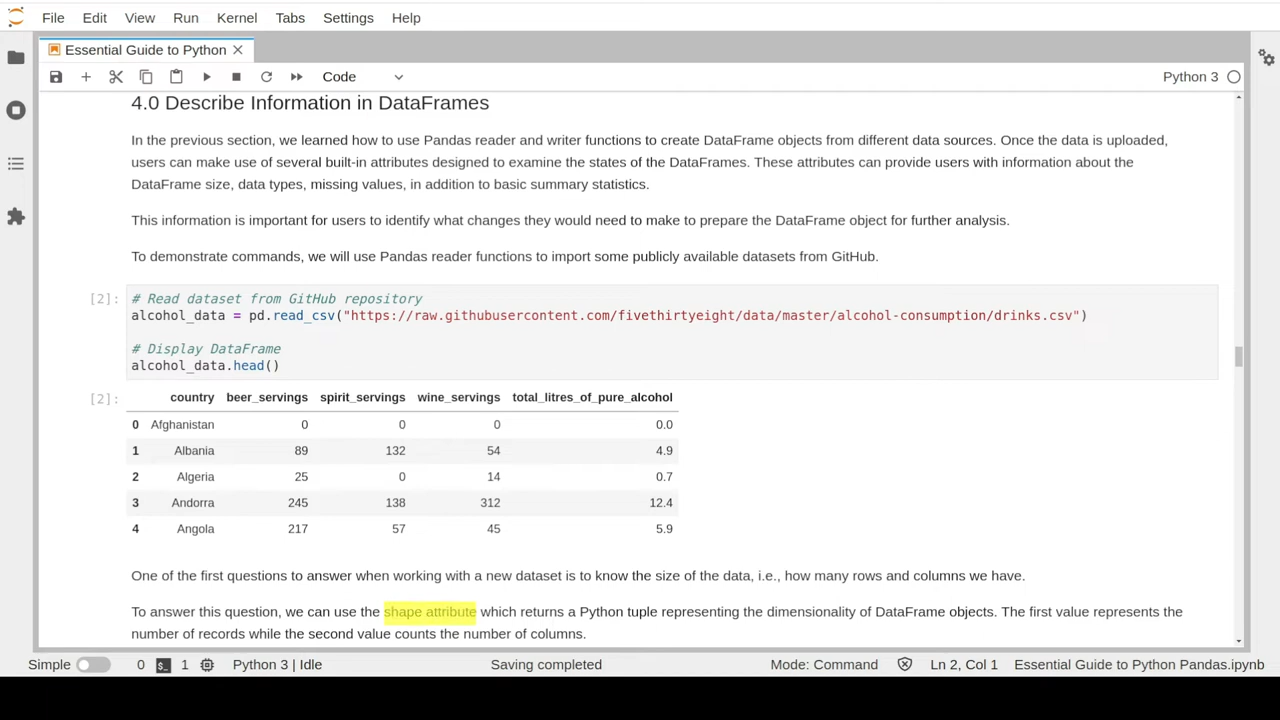 File Edit View Run Kernel Tabs Settings Help
Essential Guide to Python
Code
Python 3
4.0 Describe Information in DataFrames
In the previous section, we learned how to use Pandas reader and writer functions to create DataFrame objects from different data sources. Once the data is uploaded,
users can make use of several built-in attributes designed to examine the states of the DataFrames. These attributes can provide users with information about the
DataFrame size, data types, missing values, in addition to basic summary statistics.
This information is important for users to identify what changes they would need to make to prepare the DataFrame object for further analysis.
To demonstrate commands, we will use Pandas reader functions to import some publicly available datasets from GitHub.
[2]: # Read dataset from GitHub repository
alcohol_data = pd.read_csv("https://raw.githubusercontent.com/fivethirtyeight/data/master/alcohol-consumption/drinks.csv")
# Display DataFrame
alcohol_data.head()
[2]: country beer_servings spirit_servings wine_servings total_litres_of_pure_alcohol
0 Afghanistan 0 0 0 0.0
1 Albania 89 132 54 4.9
2 Algeria 25 0 14 0.7
3 Andorra 245 138 312 12.4
4 Angola 217 57 45 5.9
One of the first questions to answer when working with a new dataset is to know the size of the data, i.e., how many rows and columns we have.
To answer this question, we can use the shape attribute which returns a Python tuple representing the dimensionality of DataFrame objects. The first value represents the
number of records while the second value counts the number of columns.
Simple 0 1 Python 3 | Idle Saving completed Mode: Command Ln 2, Col 1 Essential Guide to Python Pandas.ipynb